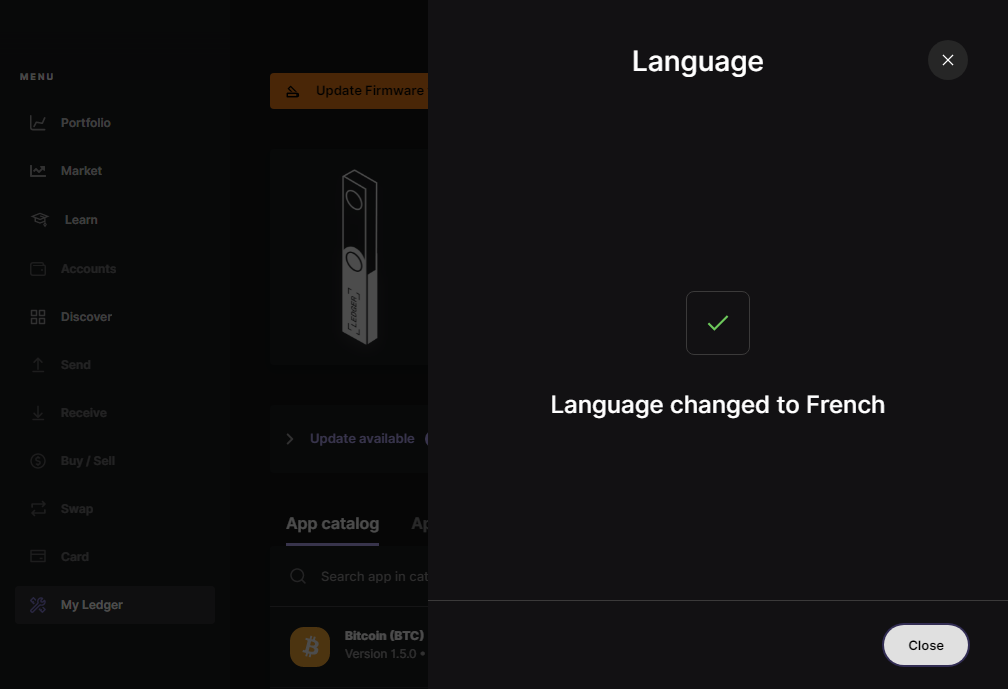 MENU
Portfolio
Market
Learn
Accounts
Discover
Send
Receive
Buy / Sell
Swap
Card
My Ledger
Update Firmware
LEDGER
Update available
App catalog
Ap
Search app in cat
Bitcoin (BTC)
Version 1.5.0 •
Language
Language changed to French
Close